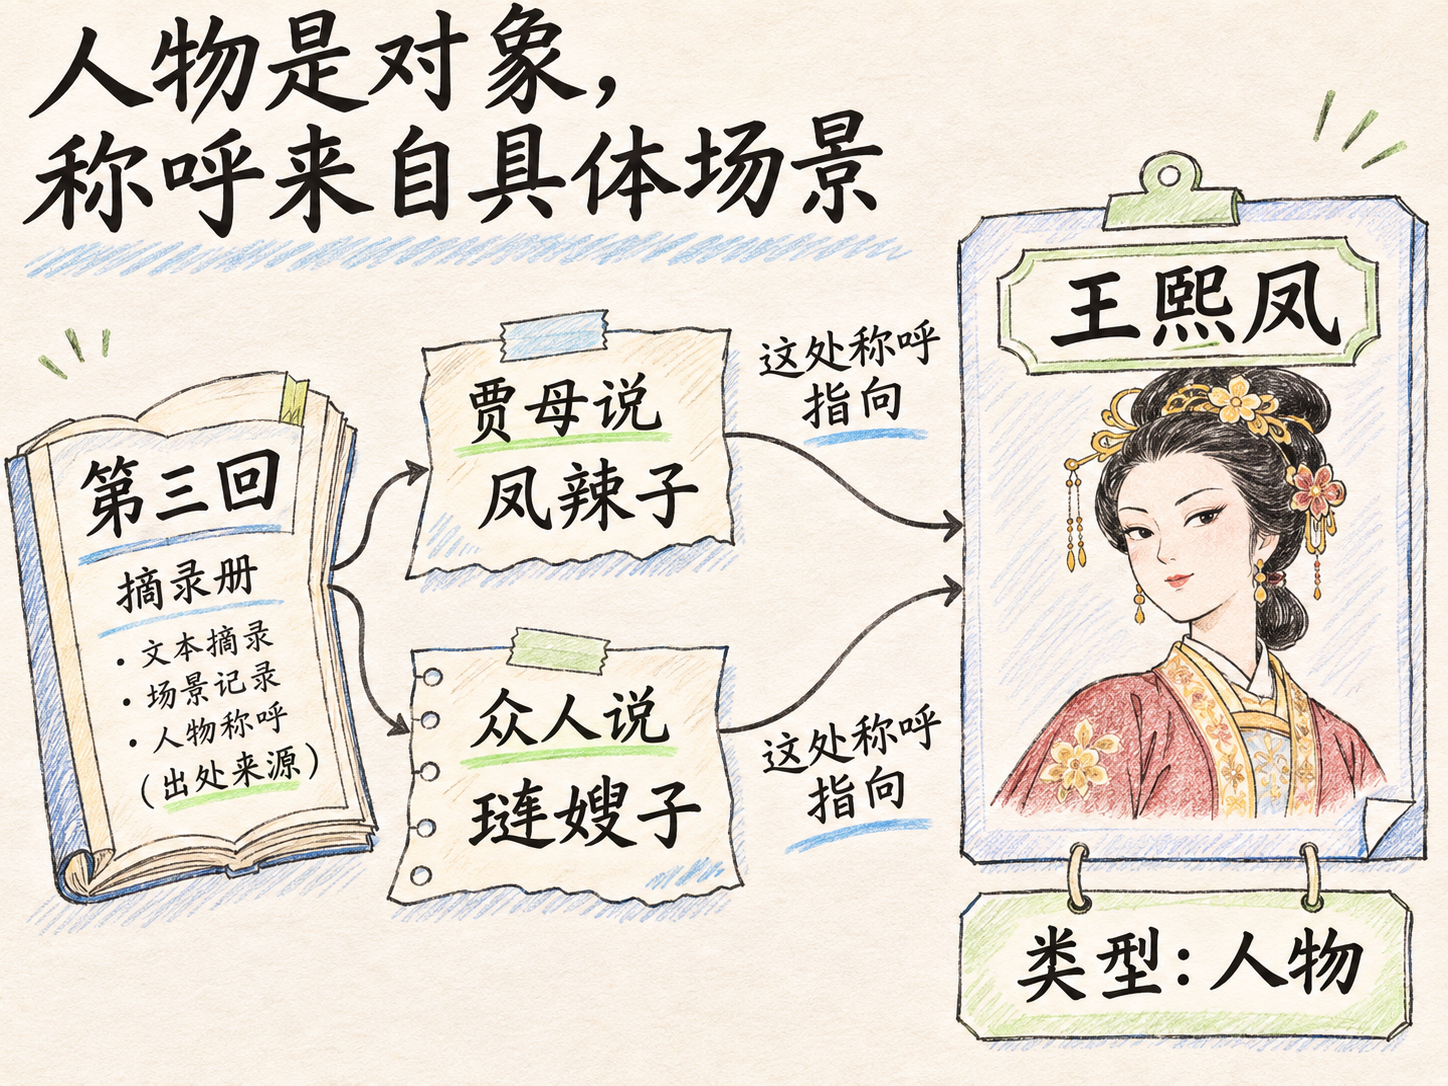 人物是对象，
称呼来自具体场景
第三回
摘录册
· 文本摘录
· 场景记录
· 人物称呼
（出处来源）
贾母说
凤辣子
众人说
琏嫂子
这处称呼
指向
这处称呼
指向
王熙凤
类型：人物